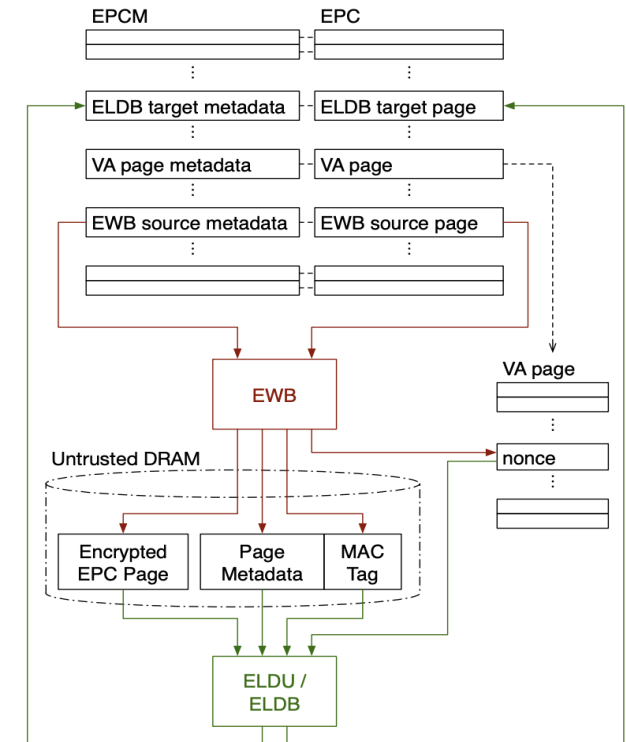 EPCM
EPC
ELDB target metadata
ELDB target page
VA page metadata
VA page
EWB source metadata
EWB source page
EWB
VA page
Untrusted DRAM
nonce
Encrypted
EPC Page
Page
Metadata
MAC
Tag
ELDU /
ELDB